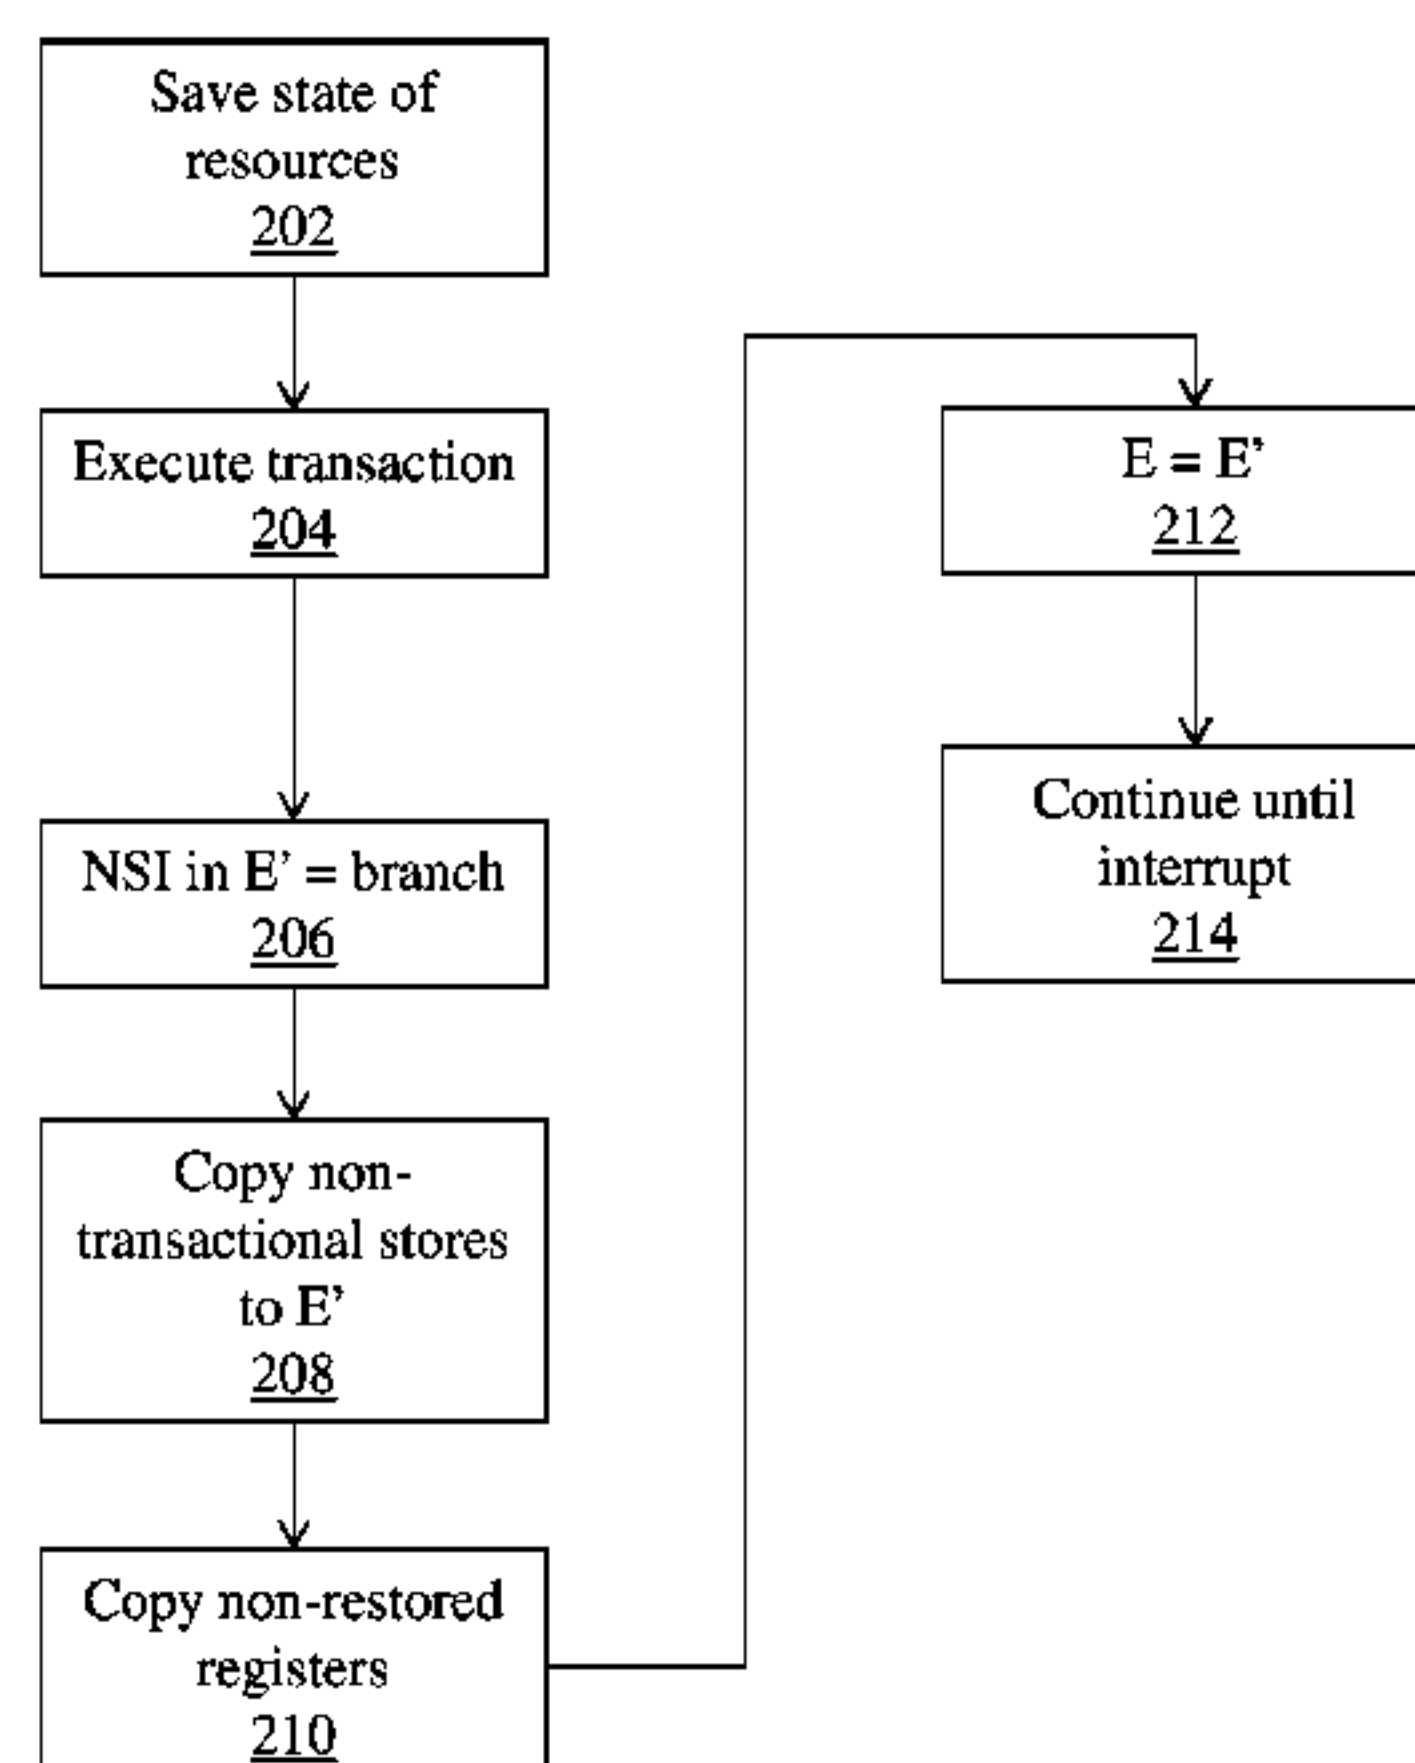 Save state of
resources
202
Execute transaction
204
NSI in E' = branch
206
Copy non-
transactional stores
to E'
208
Copy non-restored
registers
210
E = E'
212
Continue until
interrupt
214